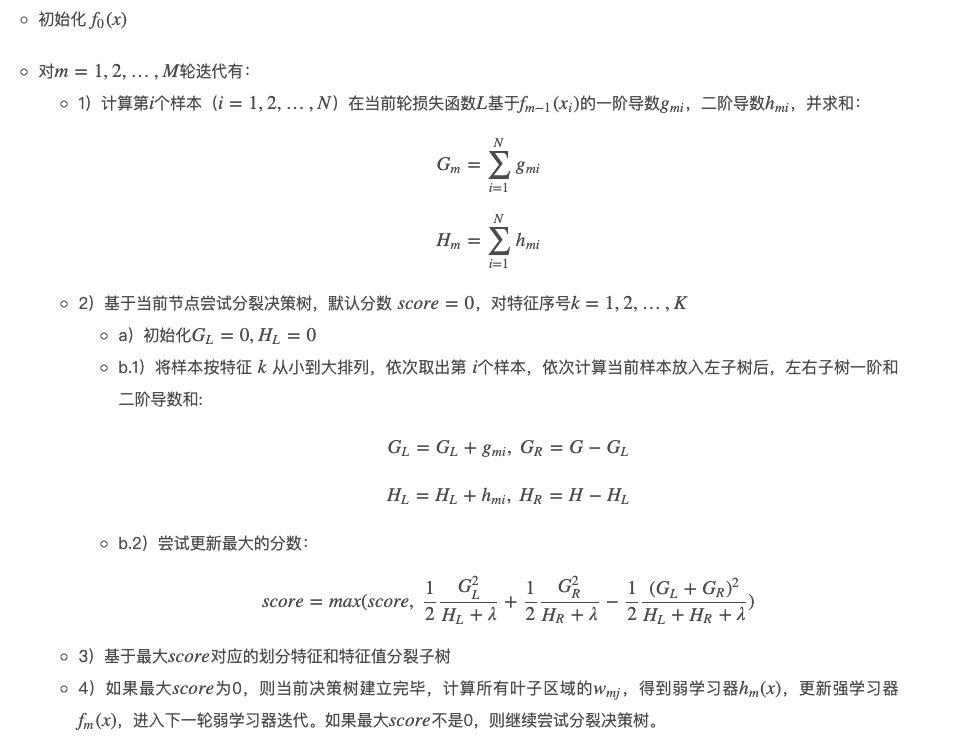 初始化 $f_0(x)$
对$m = 1, 2, \ldots, M$轮迭代有：
1）计算第$i$个样本（$i = 1, 2, \ldots, N$）在当前轮损失函数$L$基于$f_{m-1}(x_i)$的一阶导数$g_{mi}$，二阶导数$h_{mi}$，并求和：
$G_m = \sum_{i=1}^{N} g_{mi}$
$H_m = \sum_{i=1}^{N} h_{mi}$
2）基于当前节点尝试分裂决策树，默认分数 $score = 0$，对特征序号$k = 1, 2, \ldots, K$
a）初始化$G_L = 0, H_L = 0$
b.1）将样本按特征 $k$ 从小到大排列，依次取出第 $i$个样本，依次计算当前样本放入左子树后，左右子树一阶和
二阶导数和:
$G_L = G_L + g_{mi}, G_R = G - G_L$
$H_L = H_L + h_{mi}, H_R = H - H_L$
b.2）尝试更新最大的分数：
$score = max(score, \frac{1}{2} \frac{G_L^2}{H_L + \lambda} + \frac{1}{2} \frac{G_R^2}{H_R + \lambda} - \frac{1}{2} \frac{(G_L + G_R)^2}{H_L + H_R + \lambda})$
3）基于最大$score$对应的划分特征和特征值分裂子树
4）如果最大$score$为0，则当前决策树建立完毕，计算所有叶子区域的$w_{mj}$，得到弱学习器$h_m(x)$，更新强学习器
$f_m(x)$，进入下一轮弱学习器迭代。如果最大$score$不是0，则继续尝试分裂决策树。